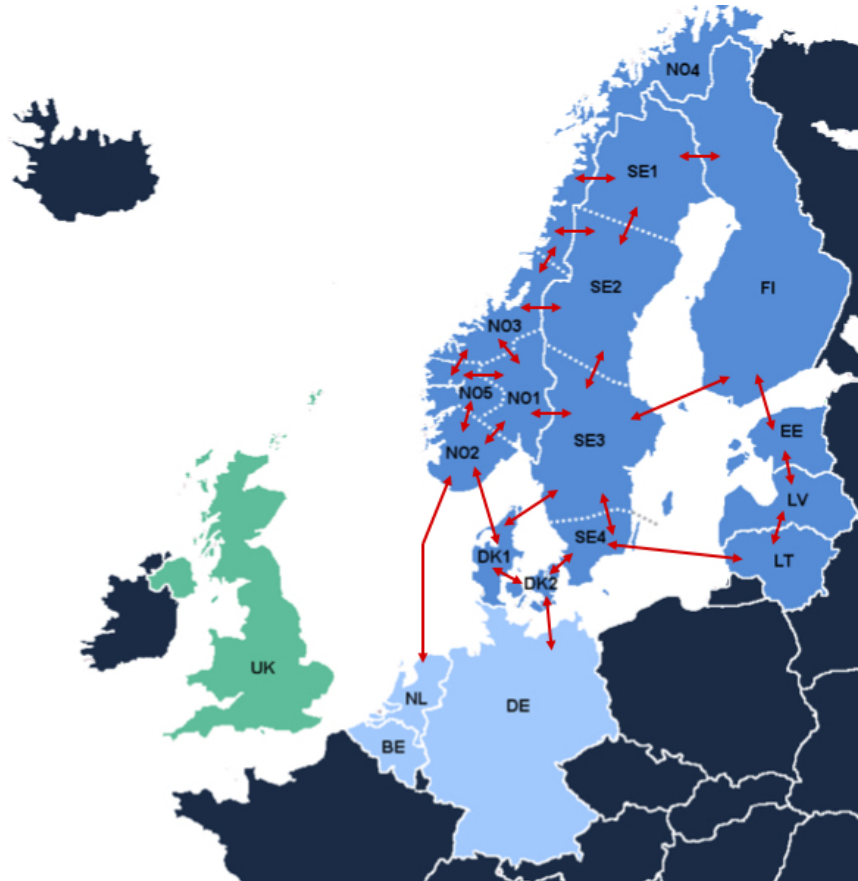 NO4
SE1
SE2
FI
NO3
NO5
NO1
SE3
EE
NO2
LV
SE4
DK1
LT
DK2
UK
NL
DE
BE